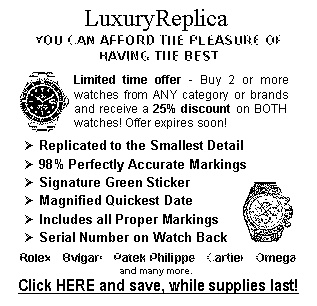 LuxuryReplica
YOU CAN AFFORD THE PLEASURE OF
HAVING THE BEST
Limited time offer - Buy 2 or more
watches from ANY category or brands
and receive a 25% discount on BOTH
watches! Offer expires soon!
➤ Replicated to the Smallest Detail
➤ 98% Perfectly Accurate Markings
➤ Signature Green Sticker
➤ Magnified Quickest Date
➤ Includes all Proper Markings
➤ Serial Number on Watch Back
Rolex Bvlgari Patek Philippe Cartier Omega
and many more.
Click HERE and save, while supplies last!